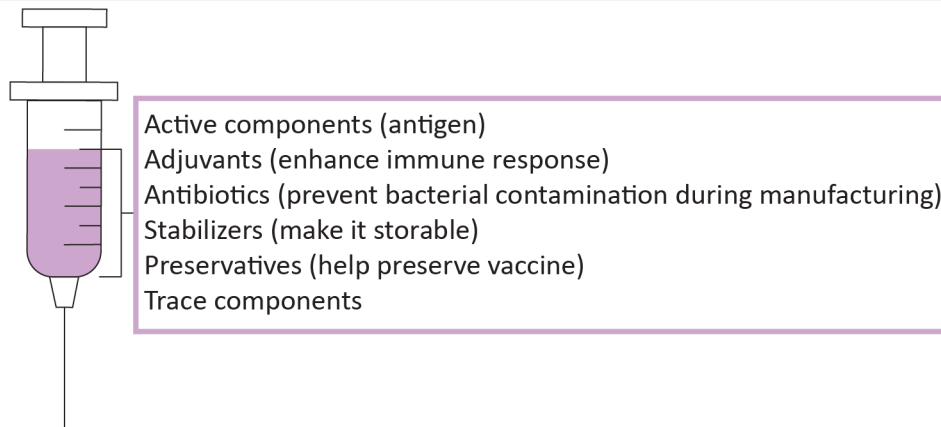 Active components (antigen)
Adjuvants (enhance immune response)
Antibiotics (prevent bacterial contamination during manufacturing)
Stabilizers (make it storable)
Preservatives (help preserve vaccine)
Trace components